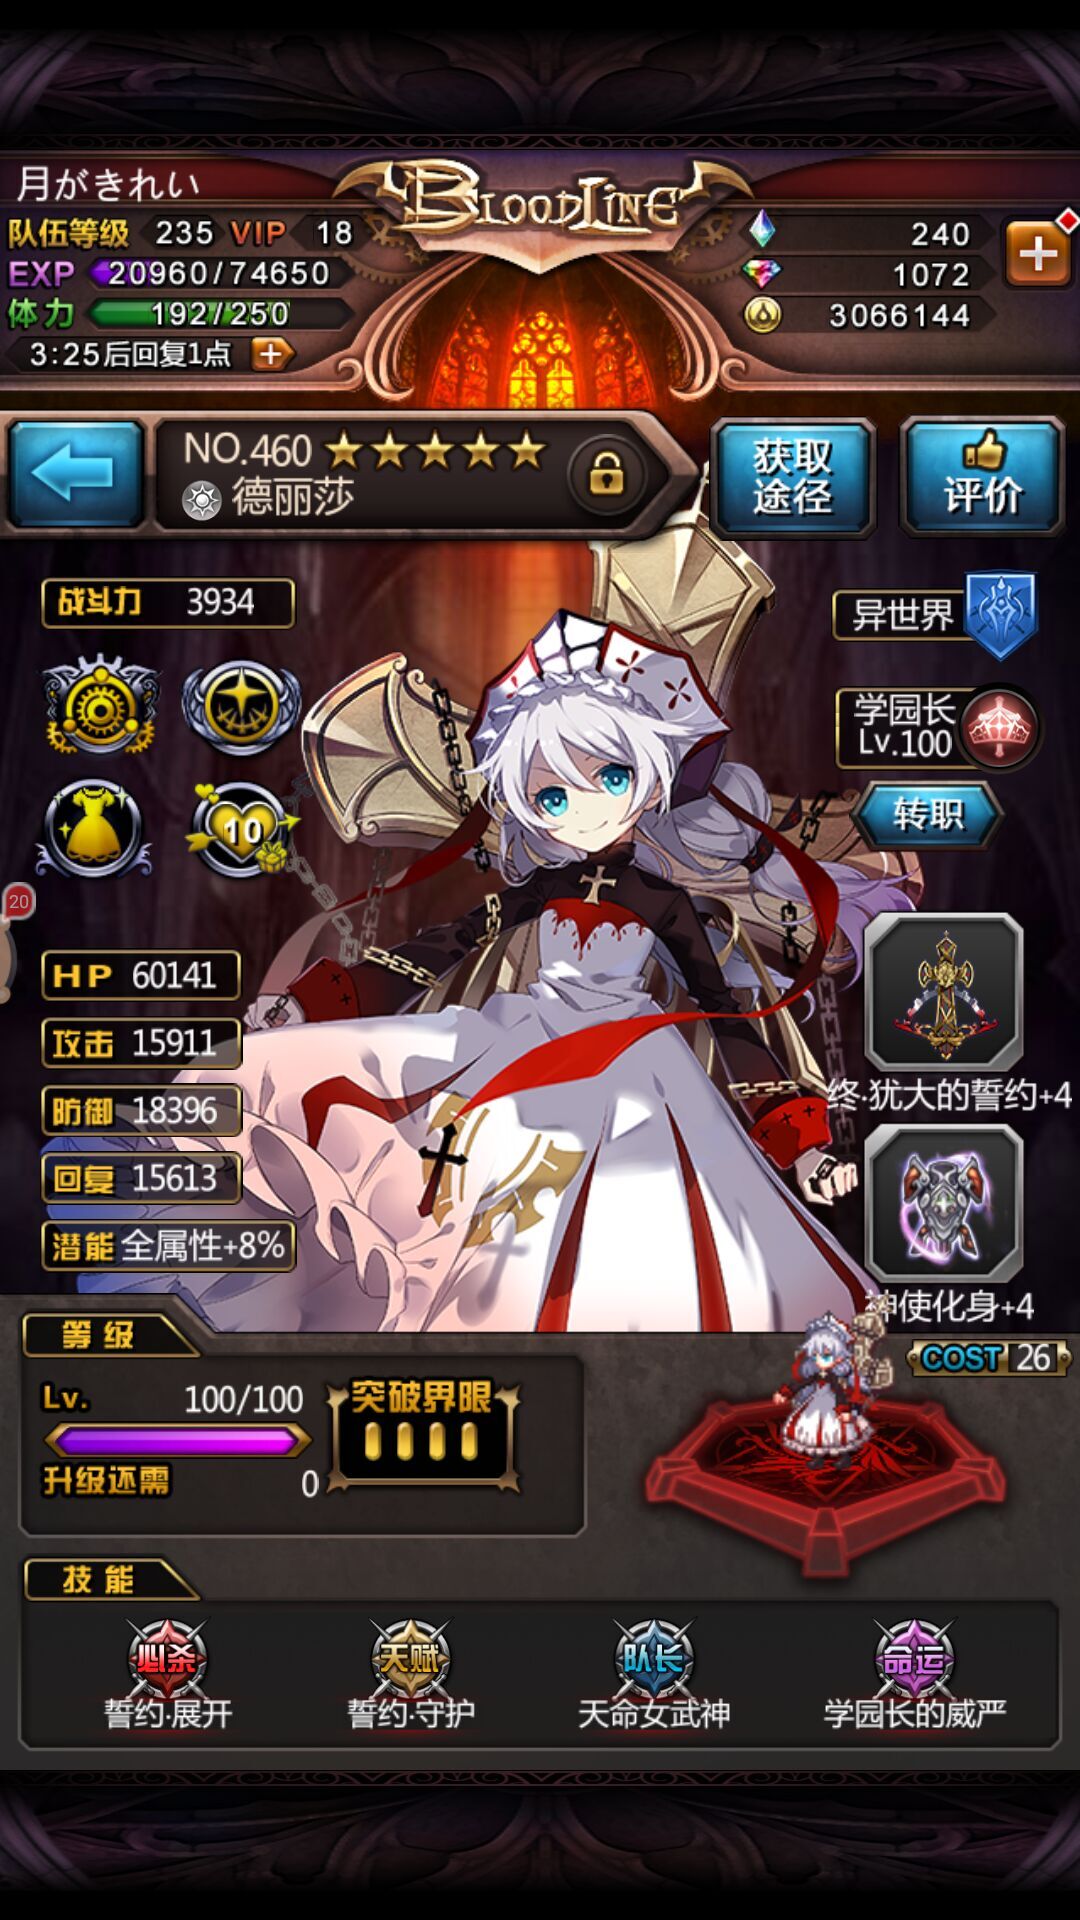 月がきれい
BLOODLINE
队伍等级 235 VIP 18
240
EXP 20960/74650
1072
体力 192/250
3066144
3:25后回复1点
NO.460
德丽莎
获取
途径
评价
战斗力 3934
异世界
学园长
Lv.100
转职
10
20
HP 60141
攻击 15911
防御 18396
回复 15613
潜能 全属性+8%
终·犹大的誓约+4
神使化身+4
COST 26
等级
Lv. 100/100
突破界限
升级还需 0
技能
必杀
天赋
队长
命运
誓约·展开
誓约·守护
天命女武神
学园长的威严